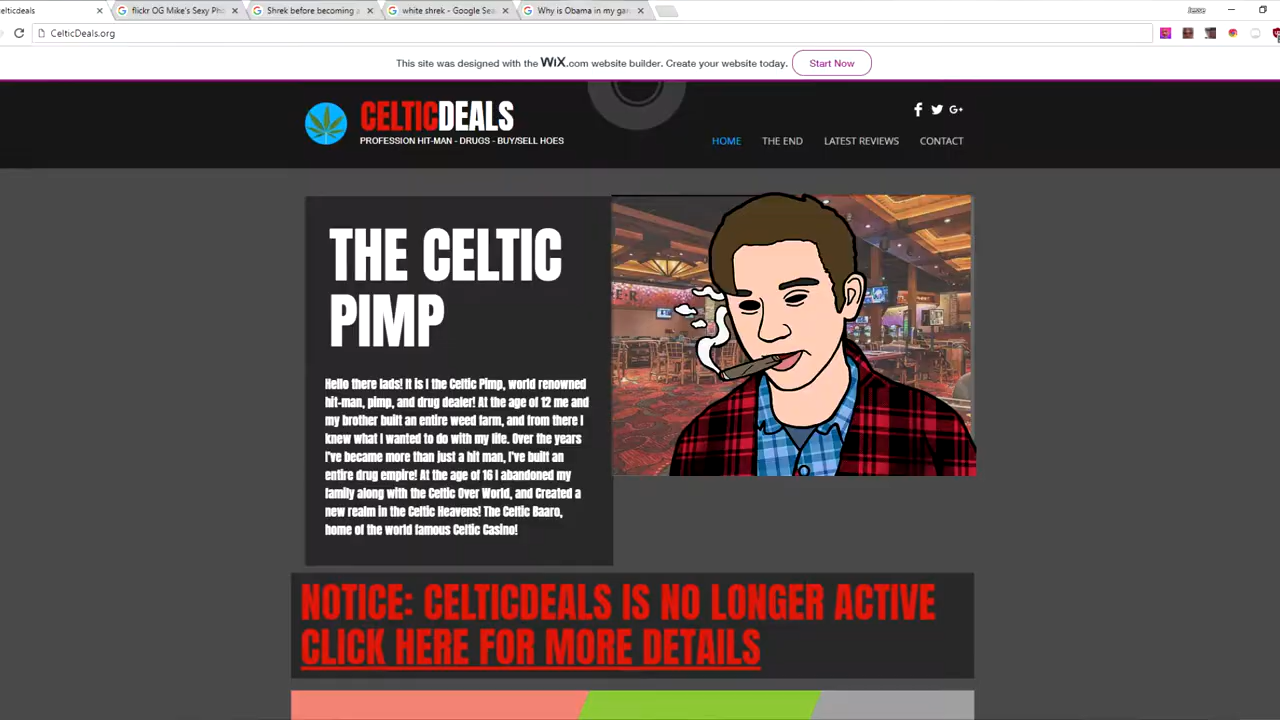 celticdeals
flickr OG Mike's Sexy Pho
Shrek before becoming a
white shrek - Google Sea
Why is Obama in my gar
Jesse
CelticDeals.org
This site was designed with the WiX.com website builder. Create your website today.
Start Now
CELTICDEALS
PROFESSION HIT-MAN - DRUGS - BUY/SELL HOES
HOME
THE END
LATEST REVIEWS
CONTACT
THE CELTIC
PIMP
Hello there lads! It is I the Celtic Pimp, world renowned
hit-man, pimp, and drug dealer! At the age of 12 me and
my brother built an entire weed farm, and from there I
knew what I wanted to do with my life. Over the years
I've became more than just a hit man, I've built an
entire drug empire! At the age of 16 I abandoned my
family along with the Celtic Over World, and Created a
new realm in the Celtic Heavens! The Celtic Baaro,
home of the world famous Celtic Casino!
NOTICE: CELTICDEALS IS NO LONGER ACTIVE
CLICK HERE FOR MORE DETAILS